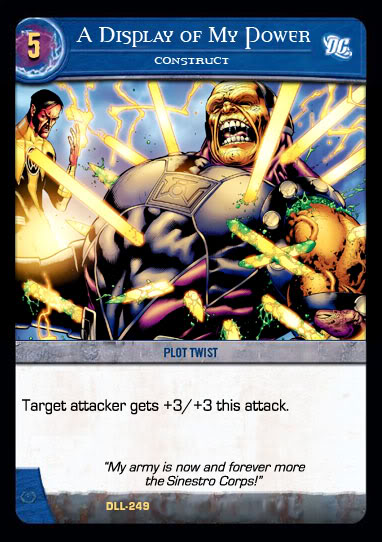 5
A Display of My Power
DC
CONSTRUCT
PLOT TWIST
Target attacker gets +3/+3 this attack.
"My army is now and forever more
the Sinestro Corps!"
DLL-249